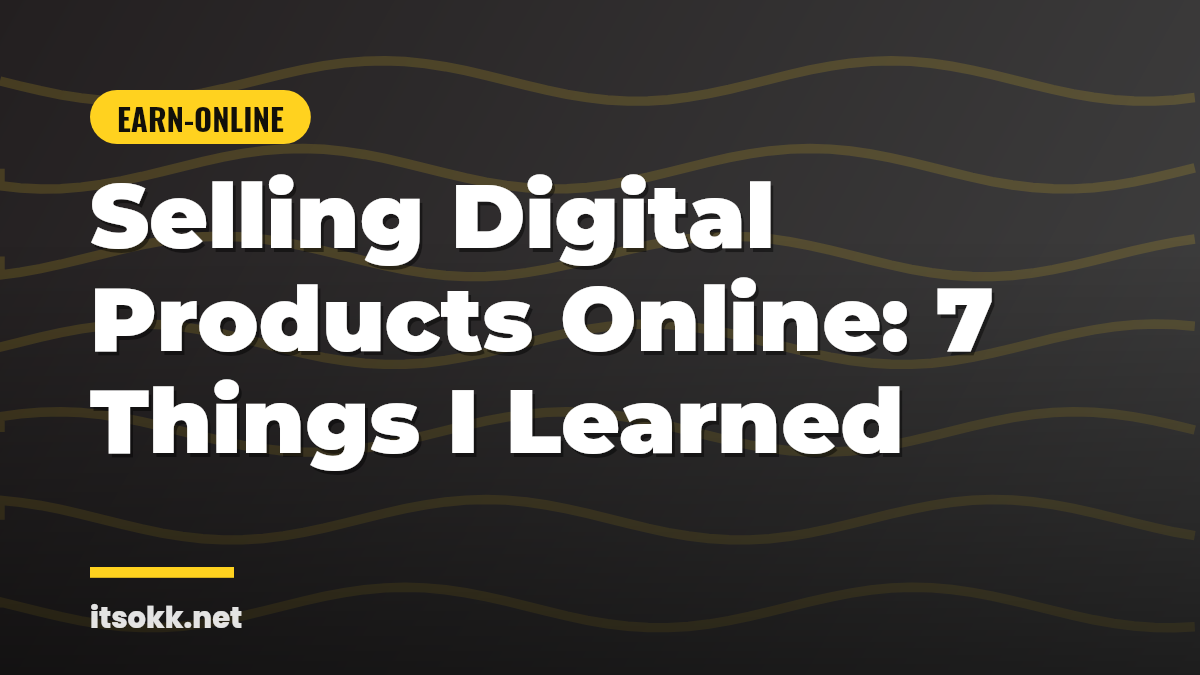 EARN-ONLINE
Selling Digital
Products Online: 7
Things I Learned
itsokk.net